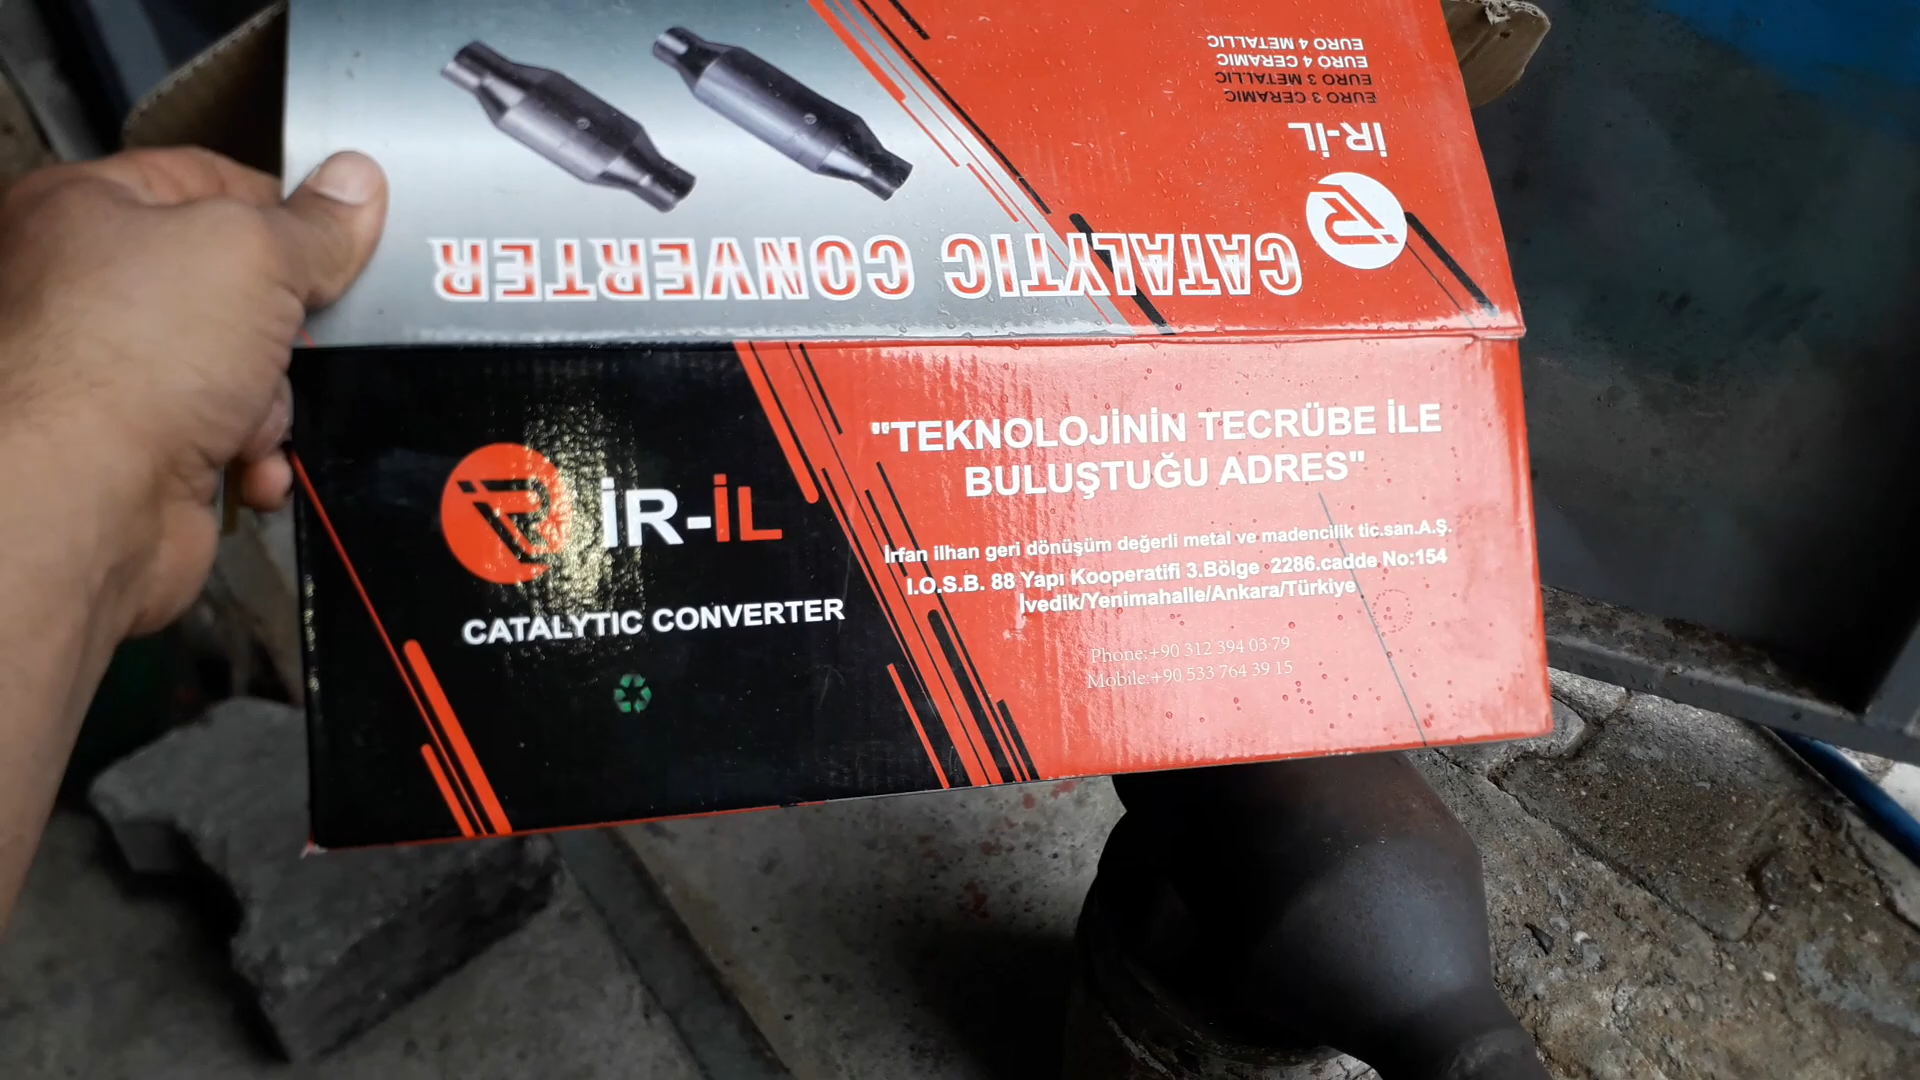 CATALYTIC CONVERTER
İR-İL
EURO 3 CERAMIC
EURO 3 METALLIC
EURO 4 CERAMIC
EURO 4 METALLIC
İR-İL
CATALYTIC CONVERTER
"TEKNOLOJİNİN TECRÜBE İLE
BULUŞTUĞU ADRES"
İrfan ilhan geri dönüşüm değerli metal ve madencilik tic.san.A.Ş.
İ.O.S.B. 88 Yapı Kooperatifi 3.Bölge 2286.cadde No:154
İvedik/Yenimahalle/Ankara/Türkiye
Phone:+90 312 394 03 79
Mobile:+90 533 764 39 15